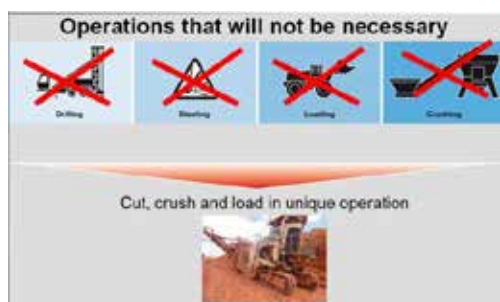 Operations that will not be necessary
Drilling Blasting Loading Crushing
Cut, crush and load in unique operation